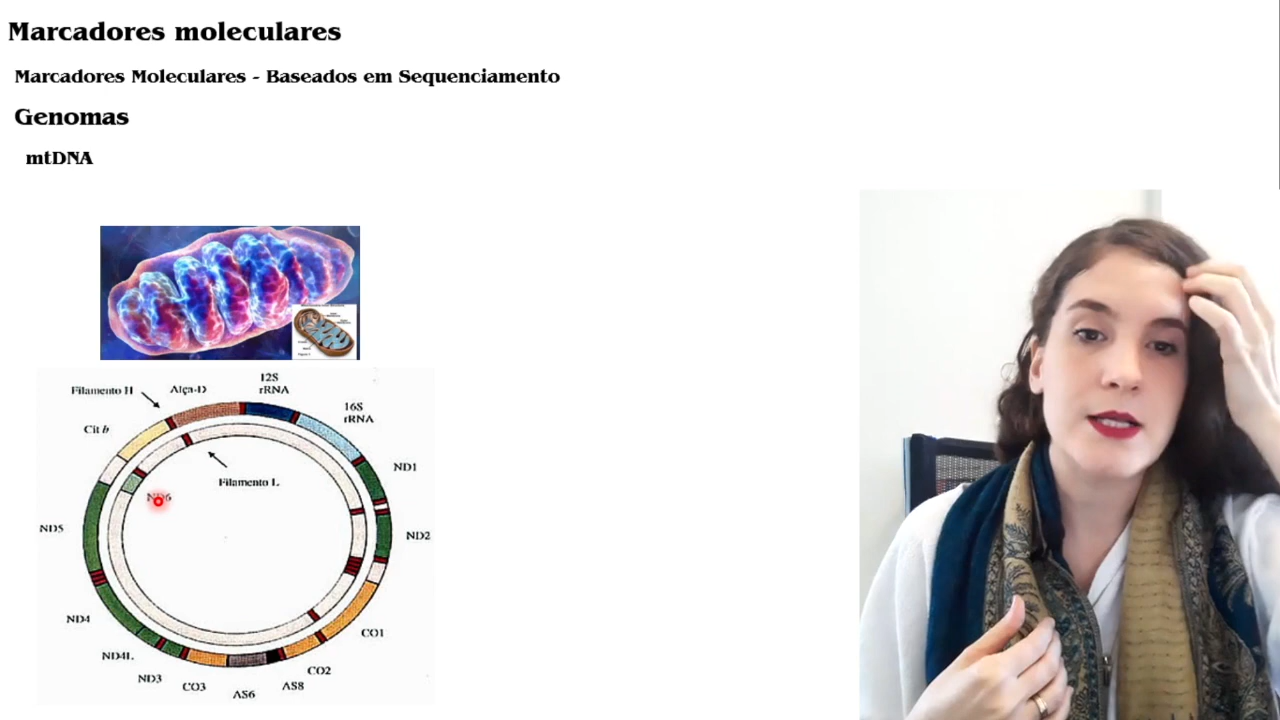 Marcadores moleculares
Marcadores Moleculares - Baseados em Sequenciamento
Genomas
mtDNA
Filamento H
Alça-D
12S
rRNA
16S
rRNA
Cit b
ND1
Filamento L
ND6
ND5
ND2
ND4
CO1
ND4L
CO2
ND3
CO3
AS6
AS8